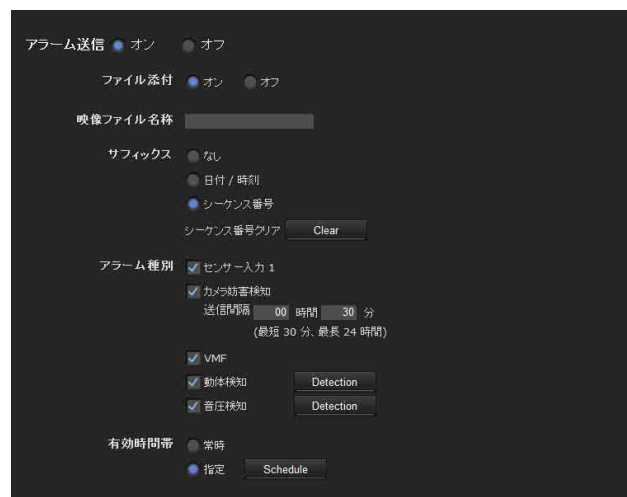 アラーム送信 オン オフ
ファイル添付 オン オフ
映像ファイル名称
サフィックス なし
日付 / 時刻
シーケンス番号
シーケンス番号クリア Clear
アラーム種別 センサー入力 1
カメラ妨害検知
送信間隔 00 時間 30 分
(最短 30 分、最長 24 時間)
VMF
動体検知 Detection
音圧検知 Detection
有効時間帯 常時
指定 Schedule